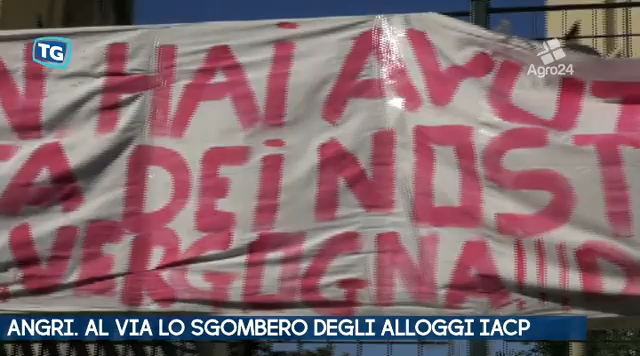 TG
Agro24
HAI AVUT
DEI NOST
VERGOGNA!!!
ANGRI. AL VIA LO SGOMBERO DEGLI ALLOGGI IACP